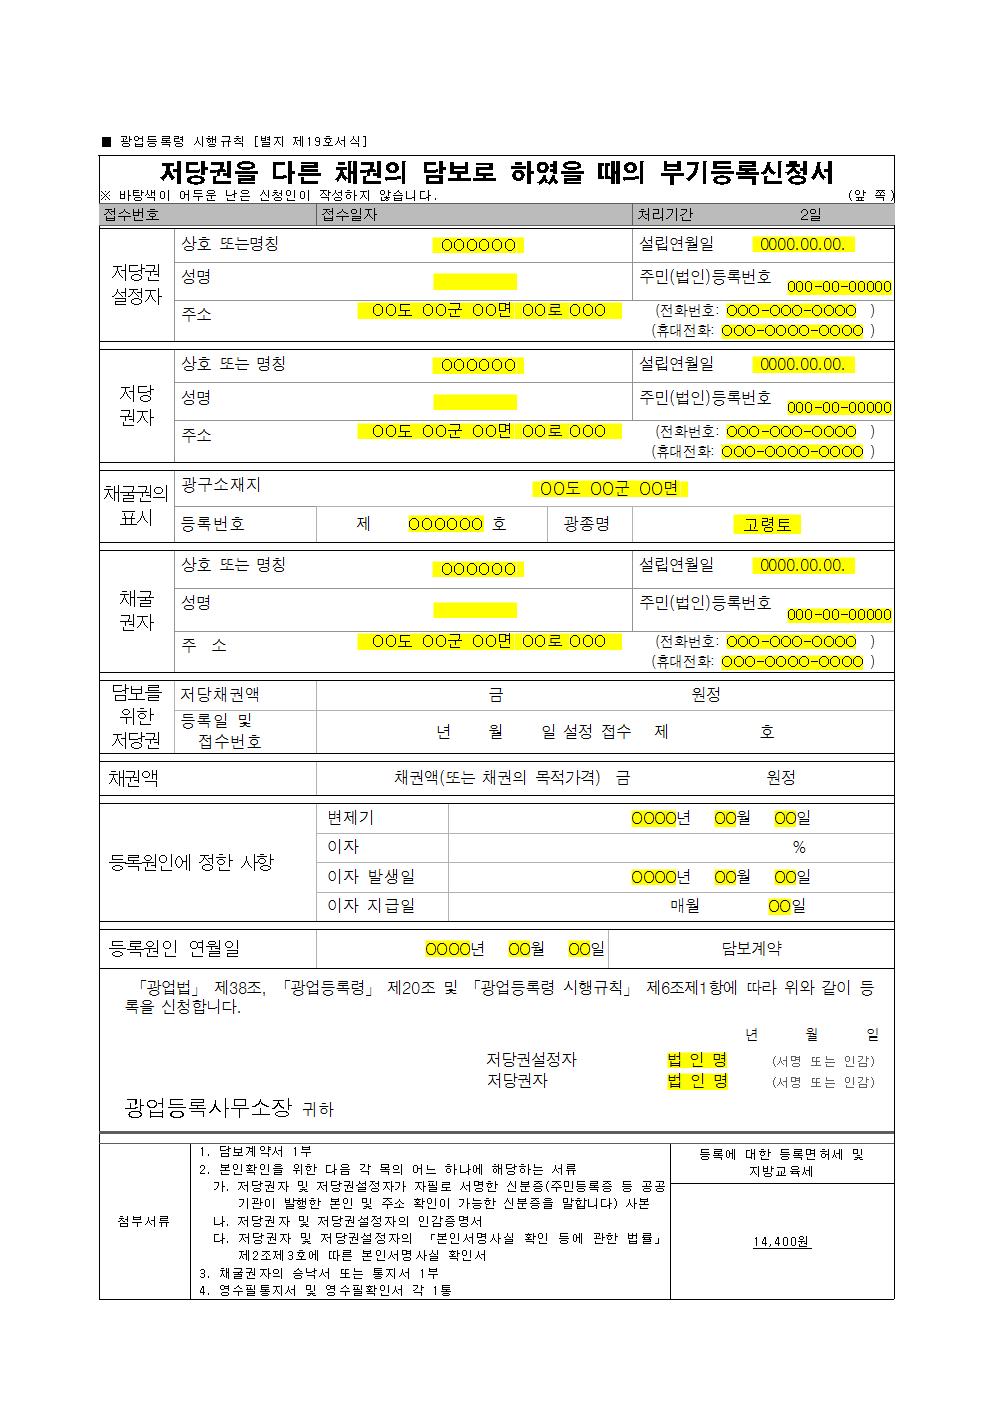 ■ 광업등록령 시행규칙 [별지 제19호서식]
저당권을 다른 채권의 담보로 하였을 때의 부기등록신청서
※ 바탕색이 어두운 난은 신청인이 작성하지 않습니다. (앞 쪽)
접수번호 접수일자 처리기간 2일
저당권 설정자
상호 또는명칭 OOOOOO 설립연월일 0000.00.00.
성명 주민(법인)등록번호 000-00-00000
주소 OO도 OO군 OO면 OO로 OOO (전화번호: OOO-OOO-OOOO )
(휴대전화: OOO-OOOO-OOOO )
저당 권자
상호 또는 명칭 OOOOOO 설립연월일 0000.00.00.
성명 주민(법인)등록번호 000-00-00000
주소 OO도 OO군 OO면 OO로 OOO (전화번호: OOO-OOO-OOOO )
(휴대전화: OOO-OOOO-OOOO )
채굴권의 표시
광구소재지 OO도 OO군 OO면
등록번호 제 OOOOOO 호 광종명 고령토
채굴 권자
상호 또는 명칭 OOOOOO 설립연월일 0000.00.00.
성명 주민(법인)등록번호 000-00-00000
주 소 OO도 OO군 OO면 OO로 OOO (전화번호: OOO-OOO-OOOO )
(휴대전화: OOO-OOOO-OOOO )
담보를 위한 저당권
저당채권액 금 원정
등록일 및
접수번호 년 월 일 설정 접수 제 호
채권액 채권액(또는 채권의 목적가격) 금 원정
등록원인에 정한 사항
변제기 OOOO년 OO월 OO일
이자 %
이자 발생일 OOOO년 OO월 OO일
이자 지급일 매월 OO일
등록원인 연월일 OOOO년 OO월 OO일 담보계약
「광업법」 제38조, 「광업등록령」 제20조 및 「광업등록령 시행규칙」 제6조제1항에 따라 위와 같이 등
록을 신청합니다.
년 월 일
저당권설정자 법 인 명 (서명 또는 인감)
저당권자 법 인 명 (서명 또는 인감)
광업등록사무소장 귀하
첨부서류
1. 담보계약서 1부
2. 본인확인을 위한 다음 각 목의 어느 하나에 해당하는 서류
가. 저당권자 및 저당권설정자가 자필로 서명한 신분증(주민등록증 등 공공
기관이 발행한 본인 및 주소 확인이 가능한 신분증을 말합니다) 사본
나. 저당권자 및 저당권설정자의 인감증명서
다. 저당권자 및 저당권설정자의 「본인서명사실 확인 등에 관한 법률」
제2조제3호에 따른 본인서명사실 확인서
3. 채굴권자의 승낙서 또는 통지서 1부
4. 영수필통지서 및 영수필확인서 각 1통
등록에 대한 등록면허세 및
지방교육세
14,400원